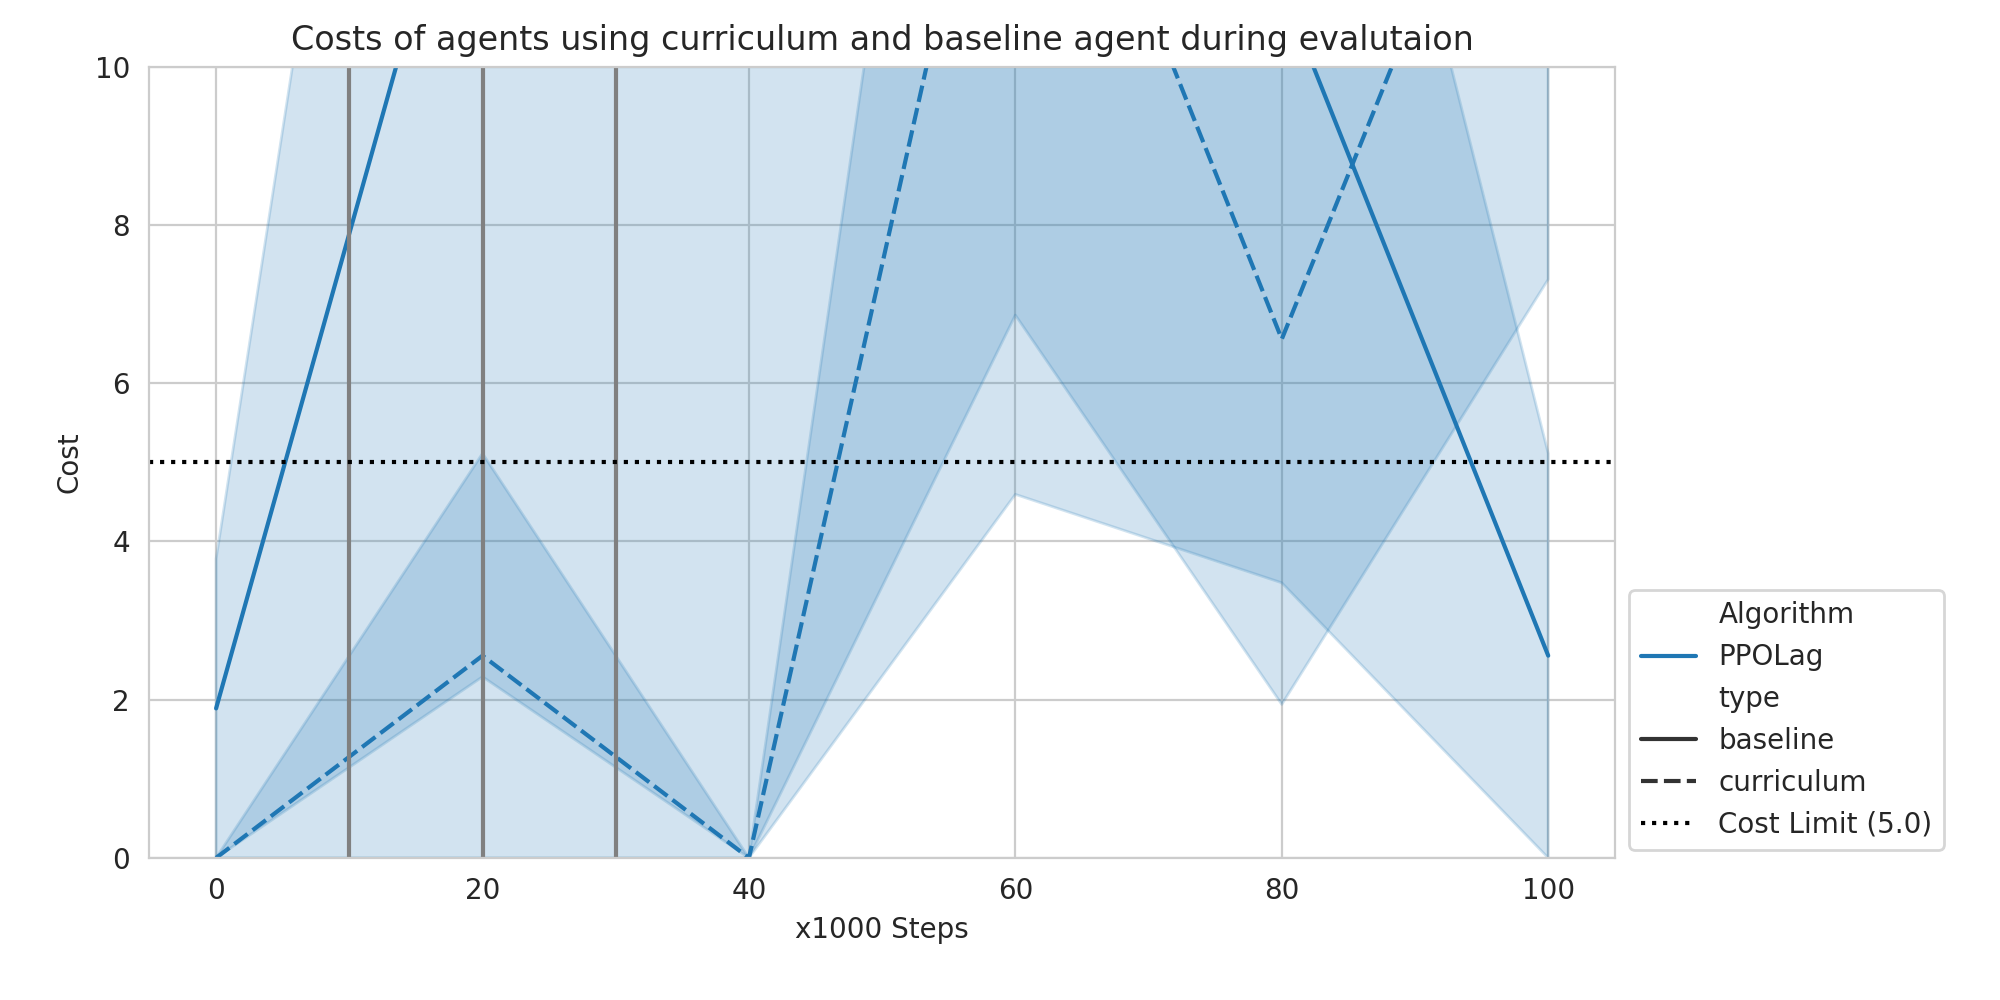 Costs of agents using curriculum and baseline agent during evalutaion
10
8
6
4
2
0
Cost
0 20 40 60 80 100
x1000 Steps
Algorithm
PPOLag
type
baseline
curriculum
Cost Limit (5.0)